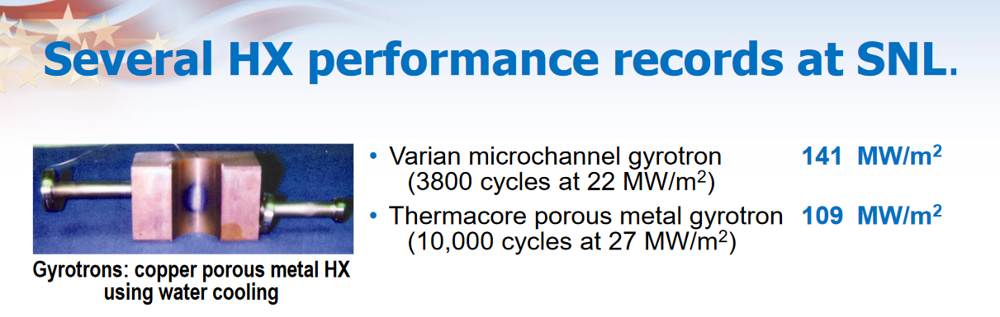 Several HX performance records at SNL.
• Varian microchannel gyrotron 141 MW/m²
(3800 cycles at 22 MW/m²)
• Thermacore porous metal gyrotron 109 MW/m²
(10,000 cycles at 27 MW/m²)
Gyrotrons: copper porous metal HX
using water cooling